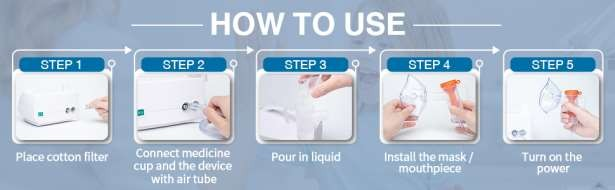 HOW TO USE
STEP 1
STEP 2
STEP 3
STEP 4
STEP 5
Place cotton filter
Connect medicine
cup and the device
with air tube
Pour in liquid
Install the mask /
mouthpiece
Turn on the
power